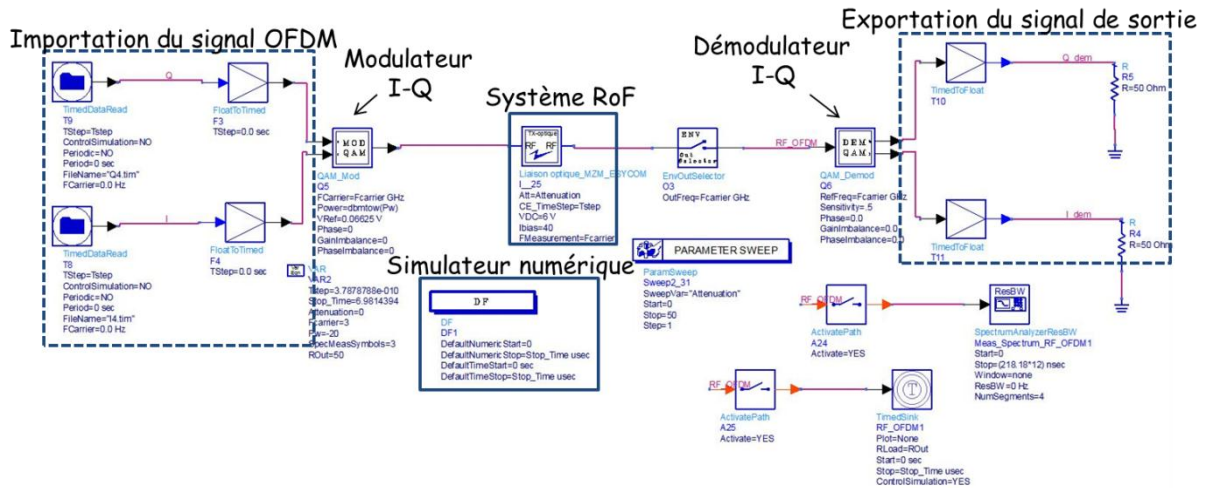 Importation du signal OFDM
Q
TimedDataRead
T9
TStep=Tstep
ControlSimulation=NO
Periodic=NO
Period=0 sec
FileName="Q4.tim"
FCarrier=0.0 Hz
FloatToTimed
F3
TStep=0.0 sec
I
TimedDataRead
T8
TStep=Tstep
ControlSimulation=NO
Periodic=NO
Period=0 sec
FileName="I4.tim"
FCarrier=0.0 Hz
FloatToTimed
F4
TStep=0.0 sec
Modulateur
I-Q
MOD
QAM
QAM_Mod
Q5
FCarrier=Fcarrier GHz
Power=dbmtow(Pw)
VRef=0.06625 V
Phase=0
GainImbalance=0
PhaseImbalance=0
VAR
VAR2
Tstep=3.7878788e-010
Stop_Time=6.9814394
Attenuation=0
Fcarrier=3
Pw=-20
SpecMeasSymbols=3
ROut=50
Système RoF
TX-optique
RF RF
Liaison optique_MZM_ESYCOM
I__25
Att=Attenuation
CE_TimeStep=Tstep
VDC=6 V
Ibias=40
FMeasurement=Fcarrier
Simulateur numérique
DF
DF
DF1
DefaultNumericStart=0
DefaultNumericStop=Stop_Time usec
DefaultTimeStart=0 sec
DefaultTimeStop=Stop_Time usec
ENV
Out
Selector
EnvOutSelector
O3
OutFreq=Fcarrier GHz
RF_OFDM
PARAMETER SWEEP
ParamSweep
Sweep2_31
SweepVar="Attenuation"
Start=0
Stop=50
Step=1
Démodulateur
I-Q
DEM
QAM
QAM_Demod
Q6
RefFreq=Fcarrier GHz
Sensitivity=.5
Phase=0.0
GainImbalance=0.0
PhaseImbalance=0.0
Exportation du signal de sortie
TimedToFloat
T10
Q_dem
R
R5
R=50 Ohm
TimedToFloat
T11
I_dem
R
R4
R=50 Ohm
RF_OFDM
ActivatePath
A24
Activate=YES
ResBW
SpectrumAnalyzerResBW
Meas_Spectrum_RF_OFDM1
Start=0
Stop=(218.18*12) nsec
Window=none
ResBW=0 Hz
NumSegments=4
RF_OFDM
ActivatePath
A25
Activate=YES
T
TimedSink
RF_OFDM1
Plot=None
RLoad=ROut
Start=0 sec
Stop=Stop_Time usec
ControlSimulation=YES